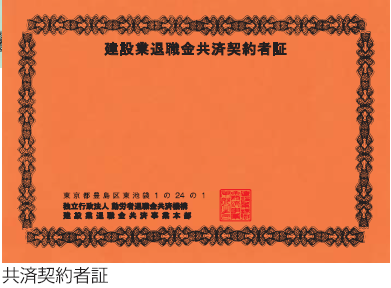 建設業退職金共済契約者証
東京都豊島区東池袋1の24の1
独立行政法人 勤労者退職金共済機構
建設業退職金共済事業本部
共済契約者証